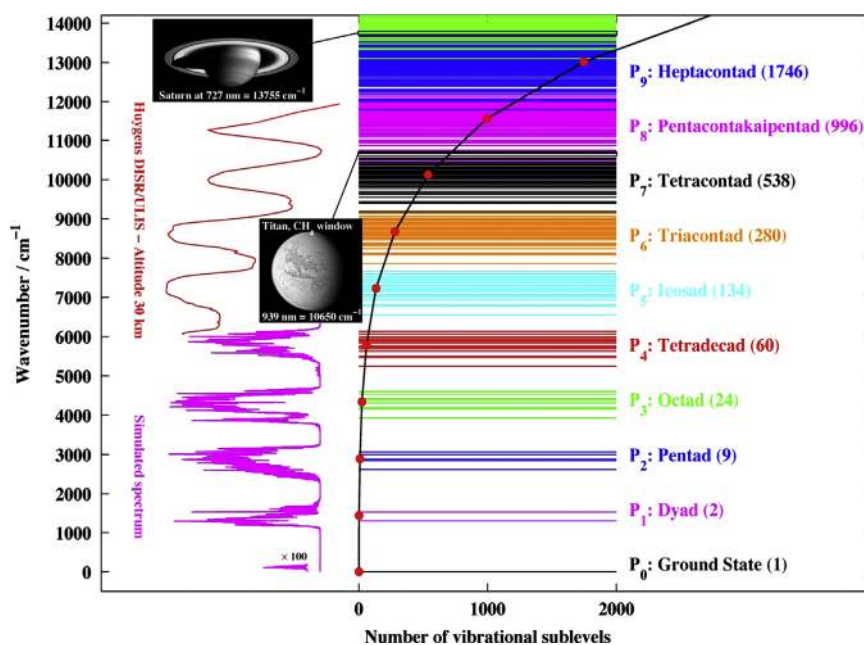 14000
13000
12000
11000
10000
9000
8000
7000
6000
5000
4000
3000
2000
1000
0
Wavenumber / cm⁻¹
Saturn at 727 nm = 13755 cm⁻¹
Huygens DISR/ULIS – Altitude 30 km
Simulated spectrum
Titan, CH window
939 nm = 10650 cm⁻¹
× 100
P₉: Heptacontad (1746)
P₈: Pentacontakaipentad (996)
P₇: Tetracontad (538)
P₆: Triacontad (280)
P₅: Icosad (134)
P₄: Tetradecad (60)
P₃: Octad (24)
P₂: Pentad (9)
P₁: Dyad (2)
P₀: Ground State (1)
0 1000 2000
Number of vibrational sublevels